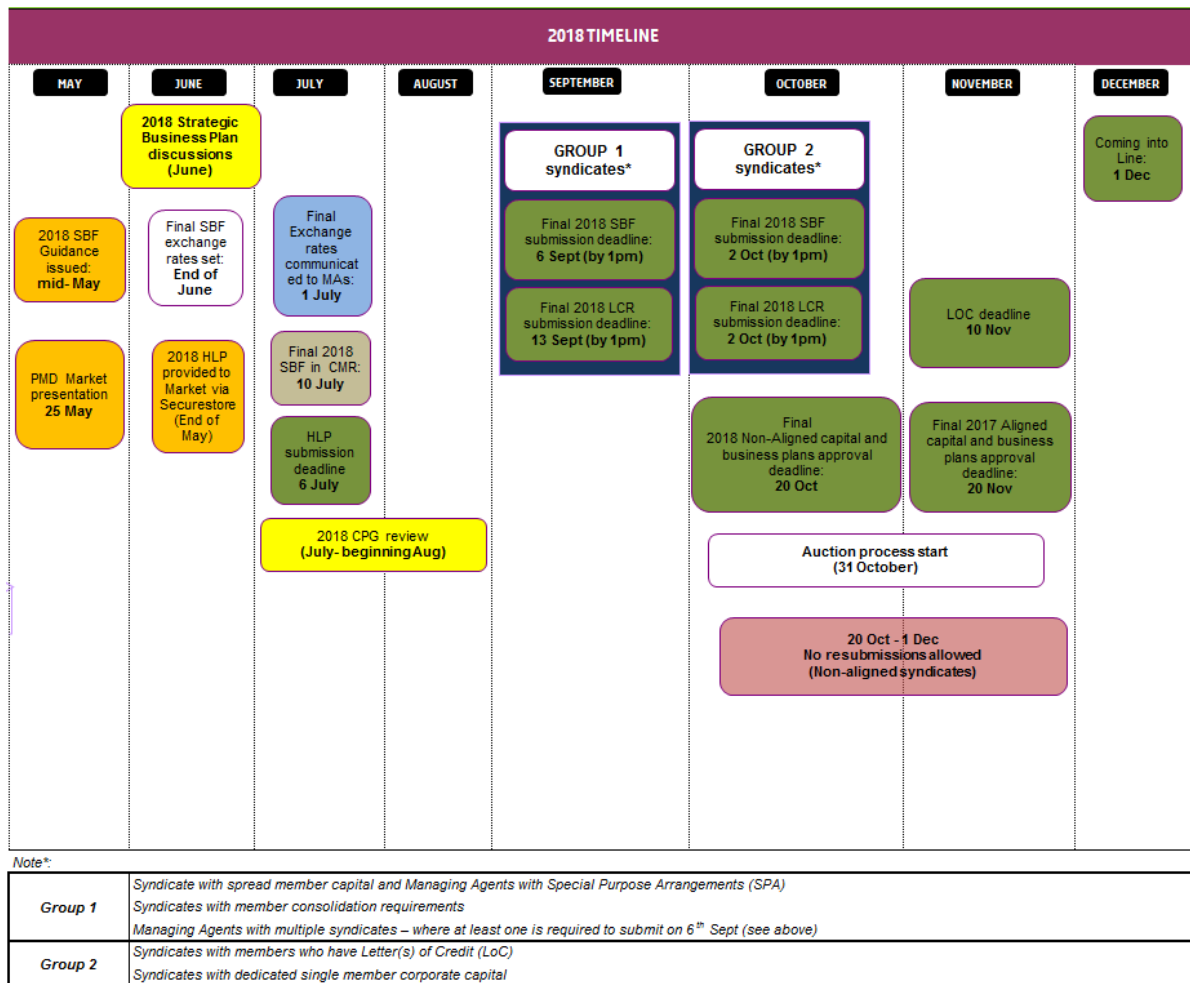 2018 TIMELINE
MAY
JUNE
JULY
AUGUST
SEPTEMBER
OCTOBER
NOVEMBER
DECEMBER
2018 SBF
Guidance
issued:
mid- May
PMD Market
presentation
25 May
2018 Strategic
Business Plan
discussions
(June)
Final SBF
exchange
rates set:
End of
June
2018 HLP
provided to
Market via
Securestore
(End of
May)
Final
Exchange
rates
communicat
ed to MAs:
1 July
Final 2018
SBF in CMR:
10 July
HLP
submission
deadline
6 July
2018 CPG review
(July- beginning Aug)
GROUP 1
syndicates*
Final 2018 SBF
submission deadline:
6 Sept (by 1pm)
Final 2018 LCR
submission deadline:
13 Sept (by 1pm)
GROUP 2
syndicates*
Final 2018 SBF
submission deadline:
2 Oct (by 1pm)
Final 2018 LCR
submission deadline:
2 Oct (by 1pm)
Final
2018 Non-Aligned capital and
business plans approval
deadline:
20 Oct
LOC deadline
10 Nov
Final 2017 Aligned
capital and business
plans approval
deadline:
20 Nov
Auction process start
(31 October)
20 Oct - 1 Dec
No resubmissions allowed
(Non-aligned syndicates)
Coming into
Line:
1 Dec
Note*:
Group 1
Syndicate with spread member capital and Managing Agents with Special Purpose Arrangements (SPA)
Syndicates with member consolidation requirements
Managing Agents with multiple syndicates – where at least one is required to submit on 6th Sept (see above)
Group 2
Syndicates with members who have Letter(s) of Credit (LoC)
Syndicates with dedicated single member corporate capital